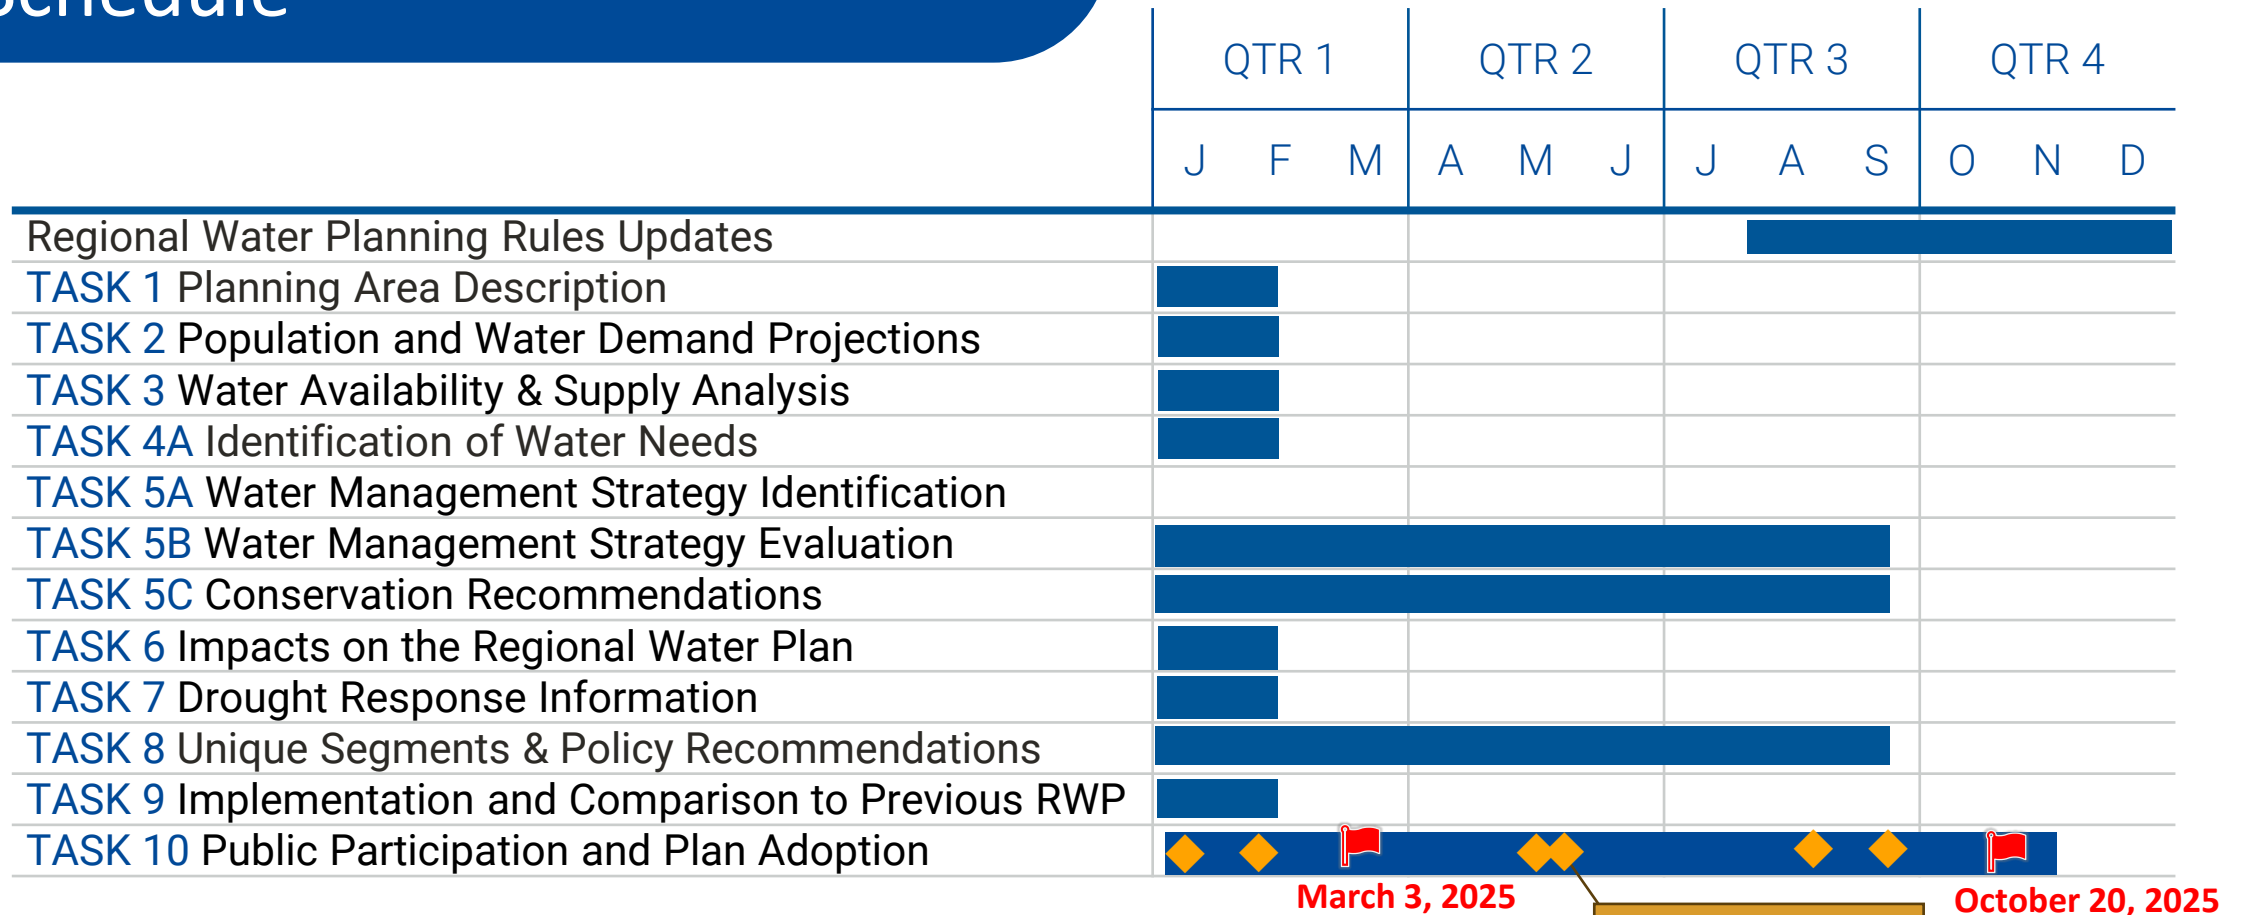 Schedule
QTR 1 QTR 2 QTR 3 QTR 4
J F M A M J J A S O N D
Regional Water Planning Rules Updates
TASK 1 Planning Area Description
TASK 2 Population and Water Demand Projections
TASK 3 Water Availability & Supply Analysis
TASK 4A Identification of Water Needs
TASK 5A Water Management Strategy Identification
TASK 5B Water Management Strategy Evaluation
TASK 5C Conservation Recommendations
TASK 6 Impacts on the Regional Water Plan
TASK 7 Drought Response Information
TASK 8 Unique Segments & Policy Recommendations
TASK 9 Implementation and Comparison to Previous RWP
TASK 10 Public Participation and Plan Adoption
March 3, 2025
October 20, 2025